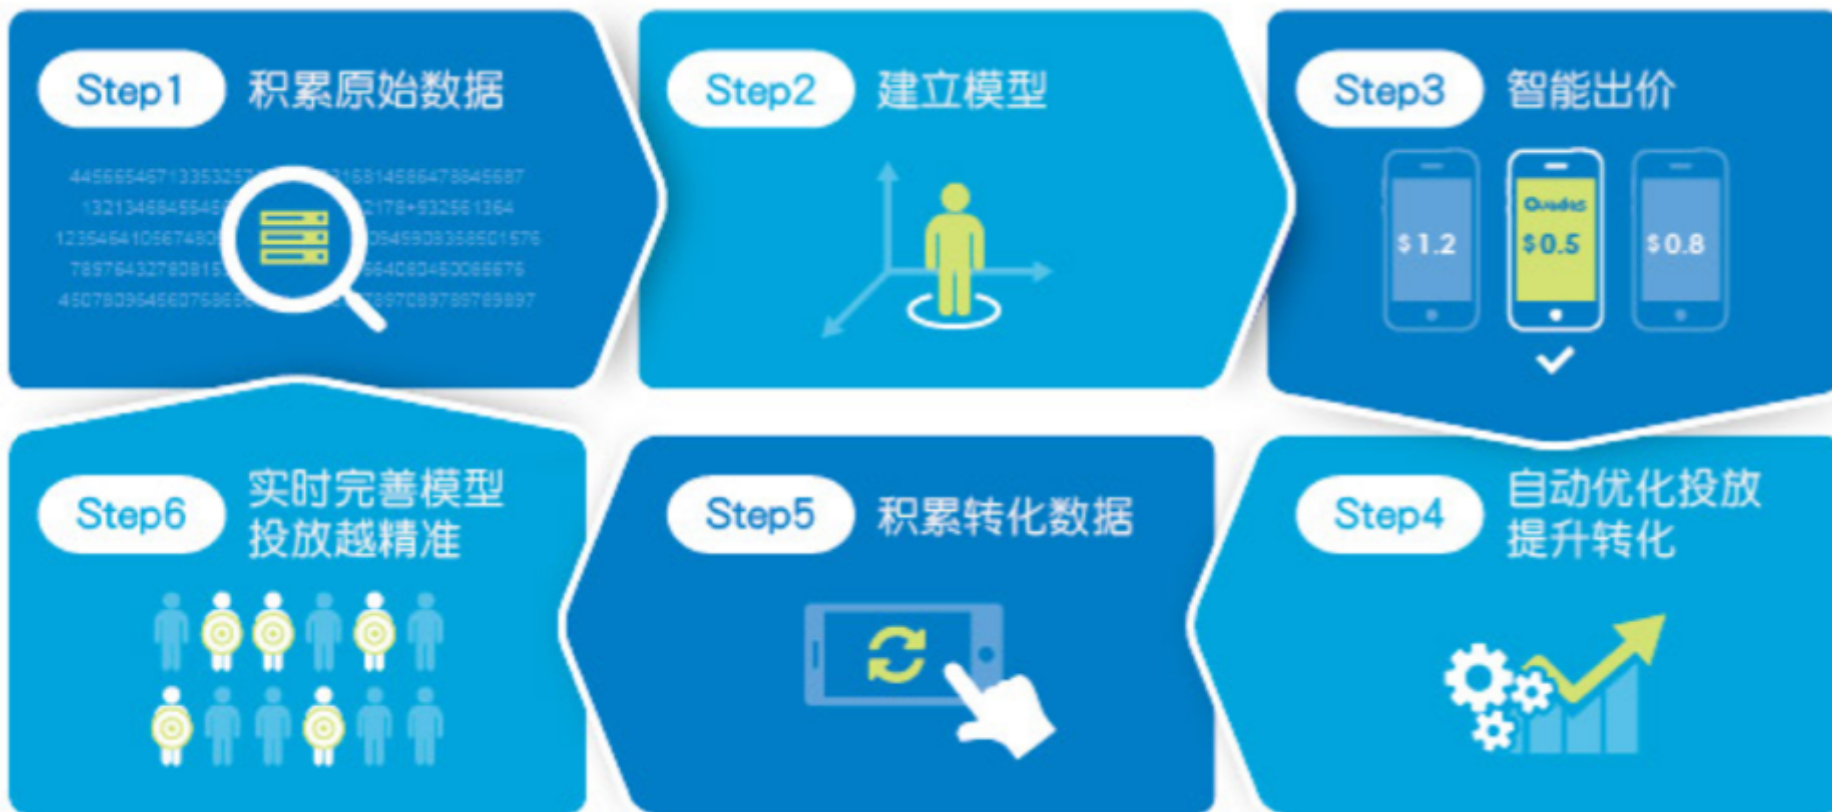 Step1 积累原始数据
Step2 建立模型
Step3 智能出价
$1.2
$0.5
$0.8
Step4 自动优化投放
提升转化
Step5 积累转化数据
Step6 实时完善模型
投放越精准